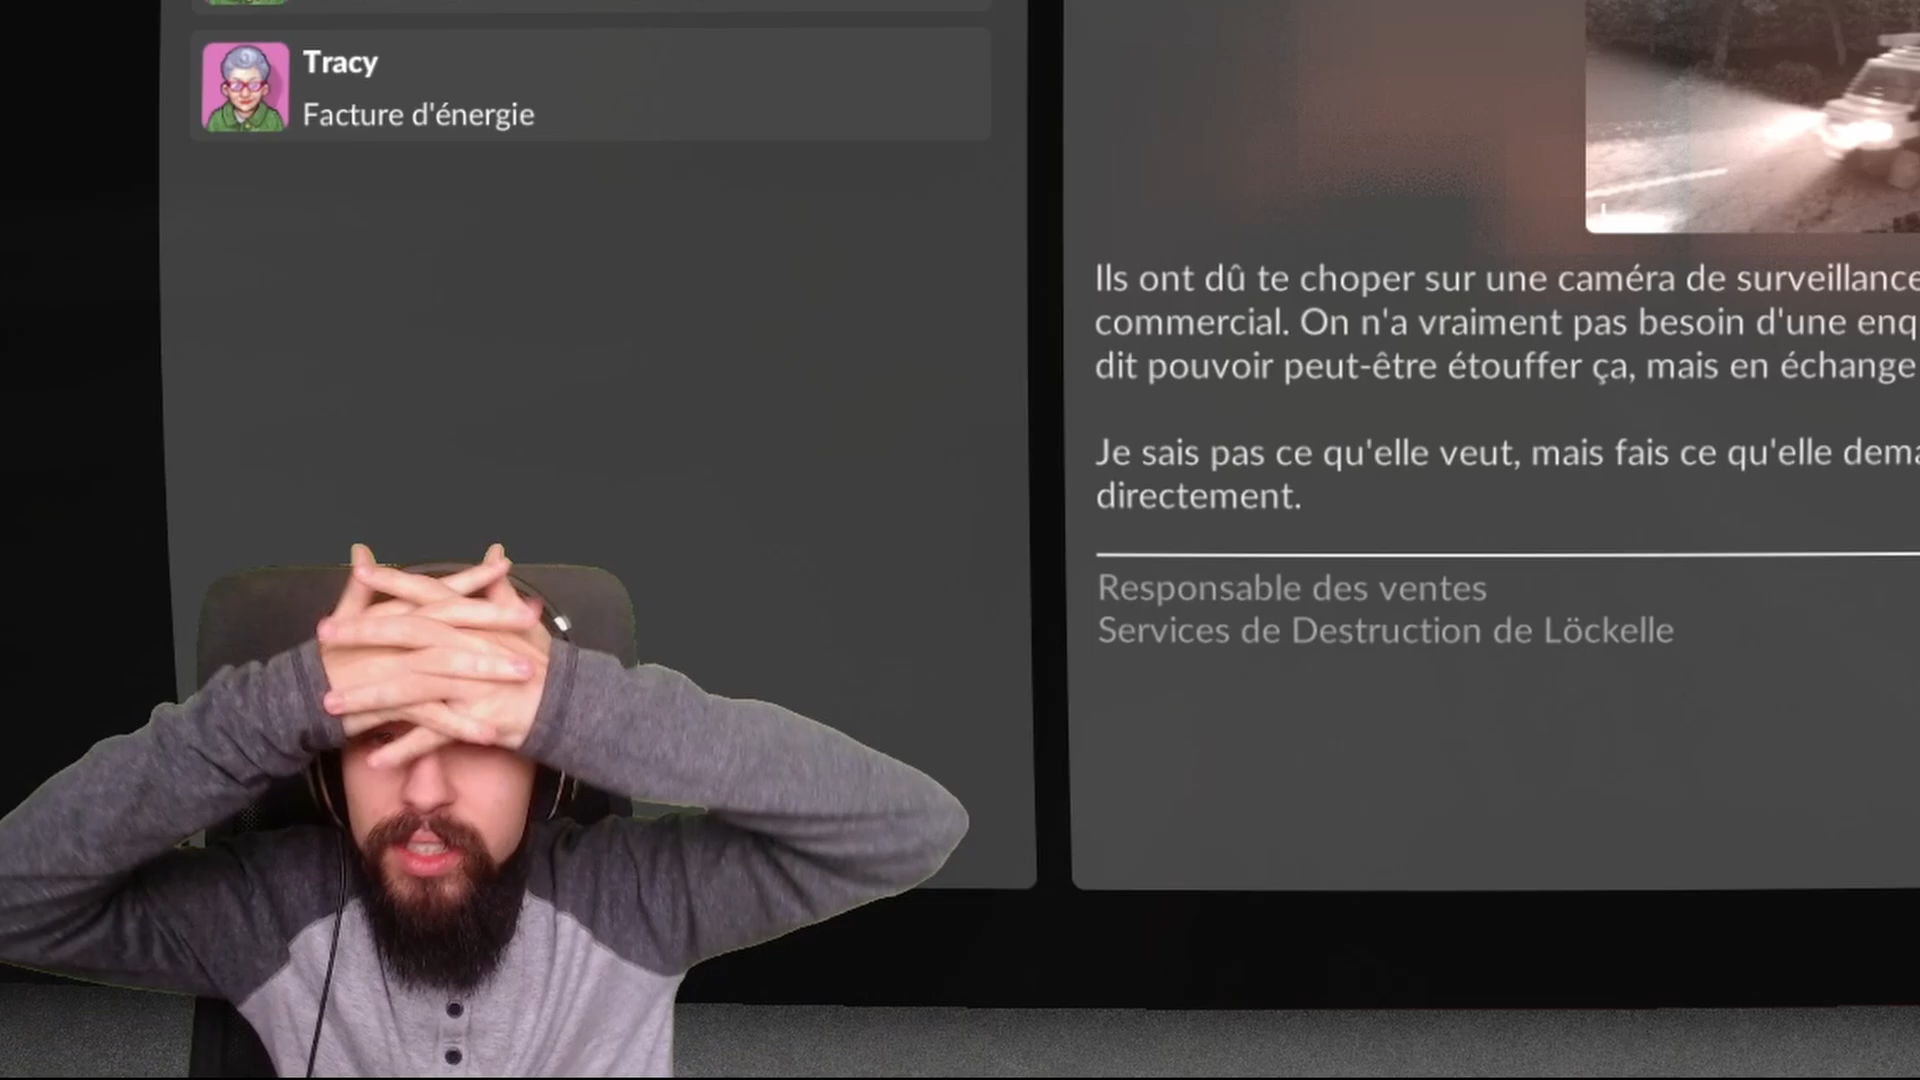 Tracy
Facture d'énergie
Ils ont dû te choper sur une caméra de surveillance
commercial. On n'a vraiment pas besoin d'une enq
dit pouvoir peut-être étouffer ça, mais en échange
Je sais pas ce qu'elle veut, mais fais ce qu'elle dema
directement.
Responsable des ventes
Services de Destruction de Löckelle